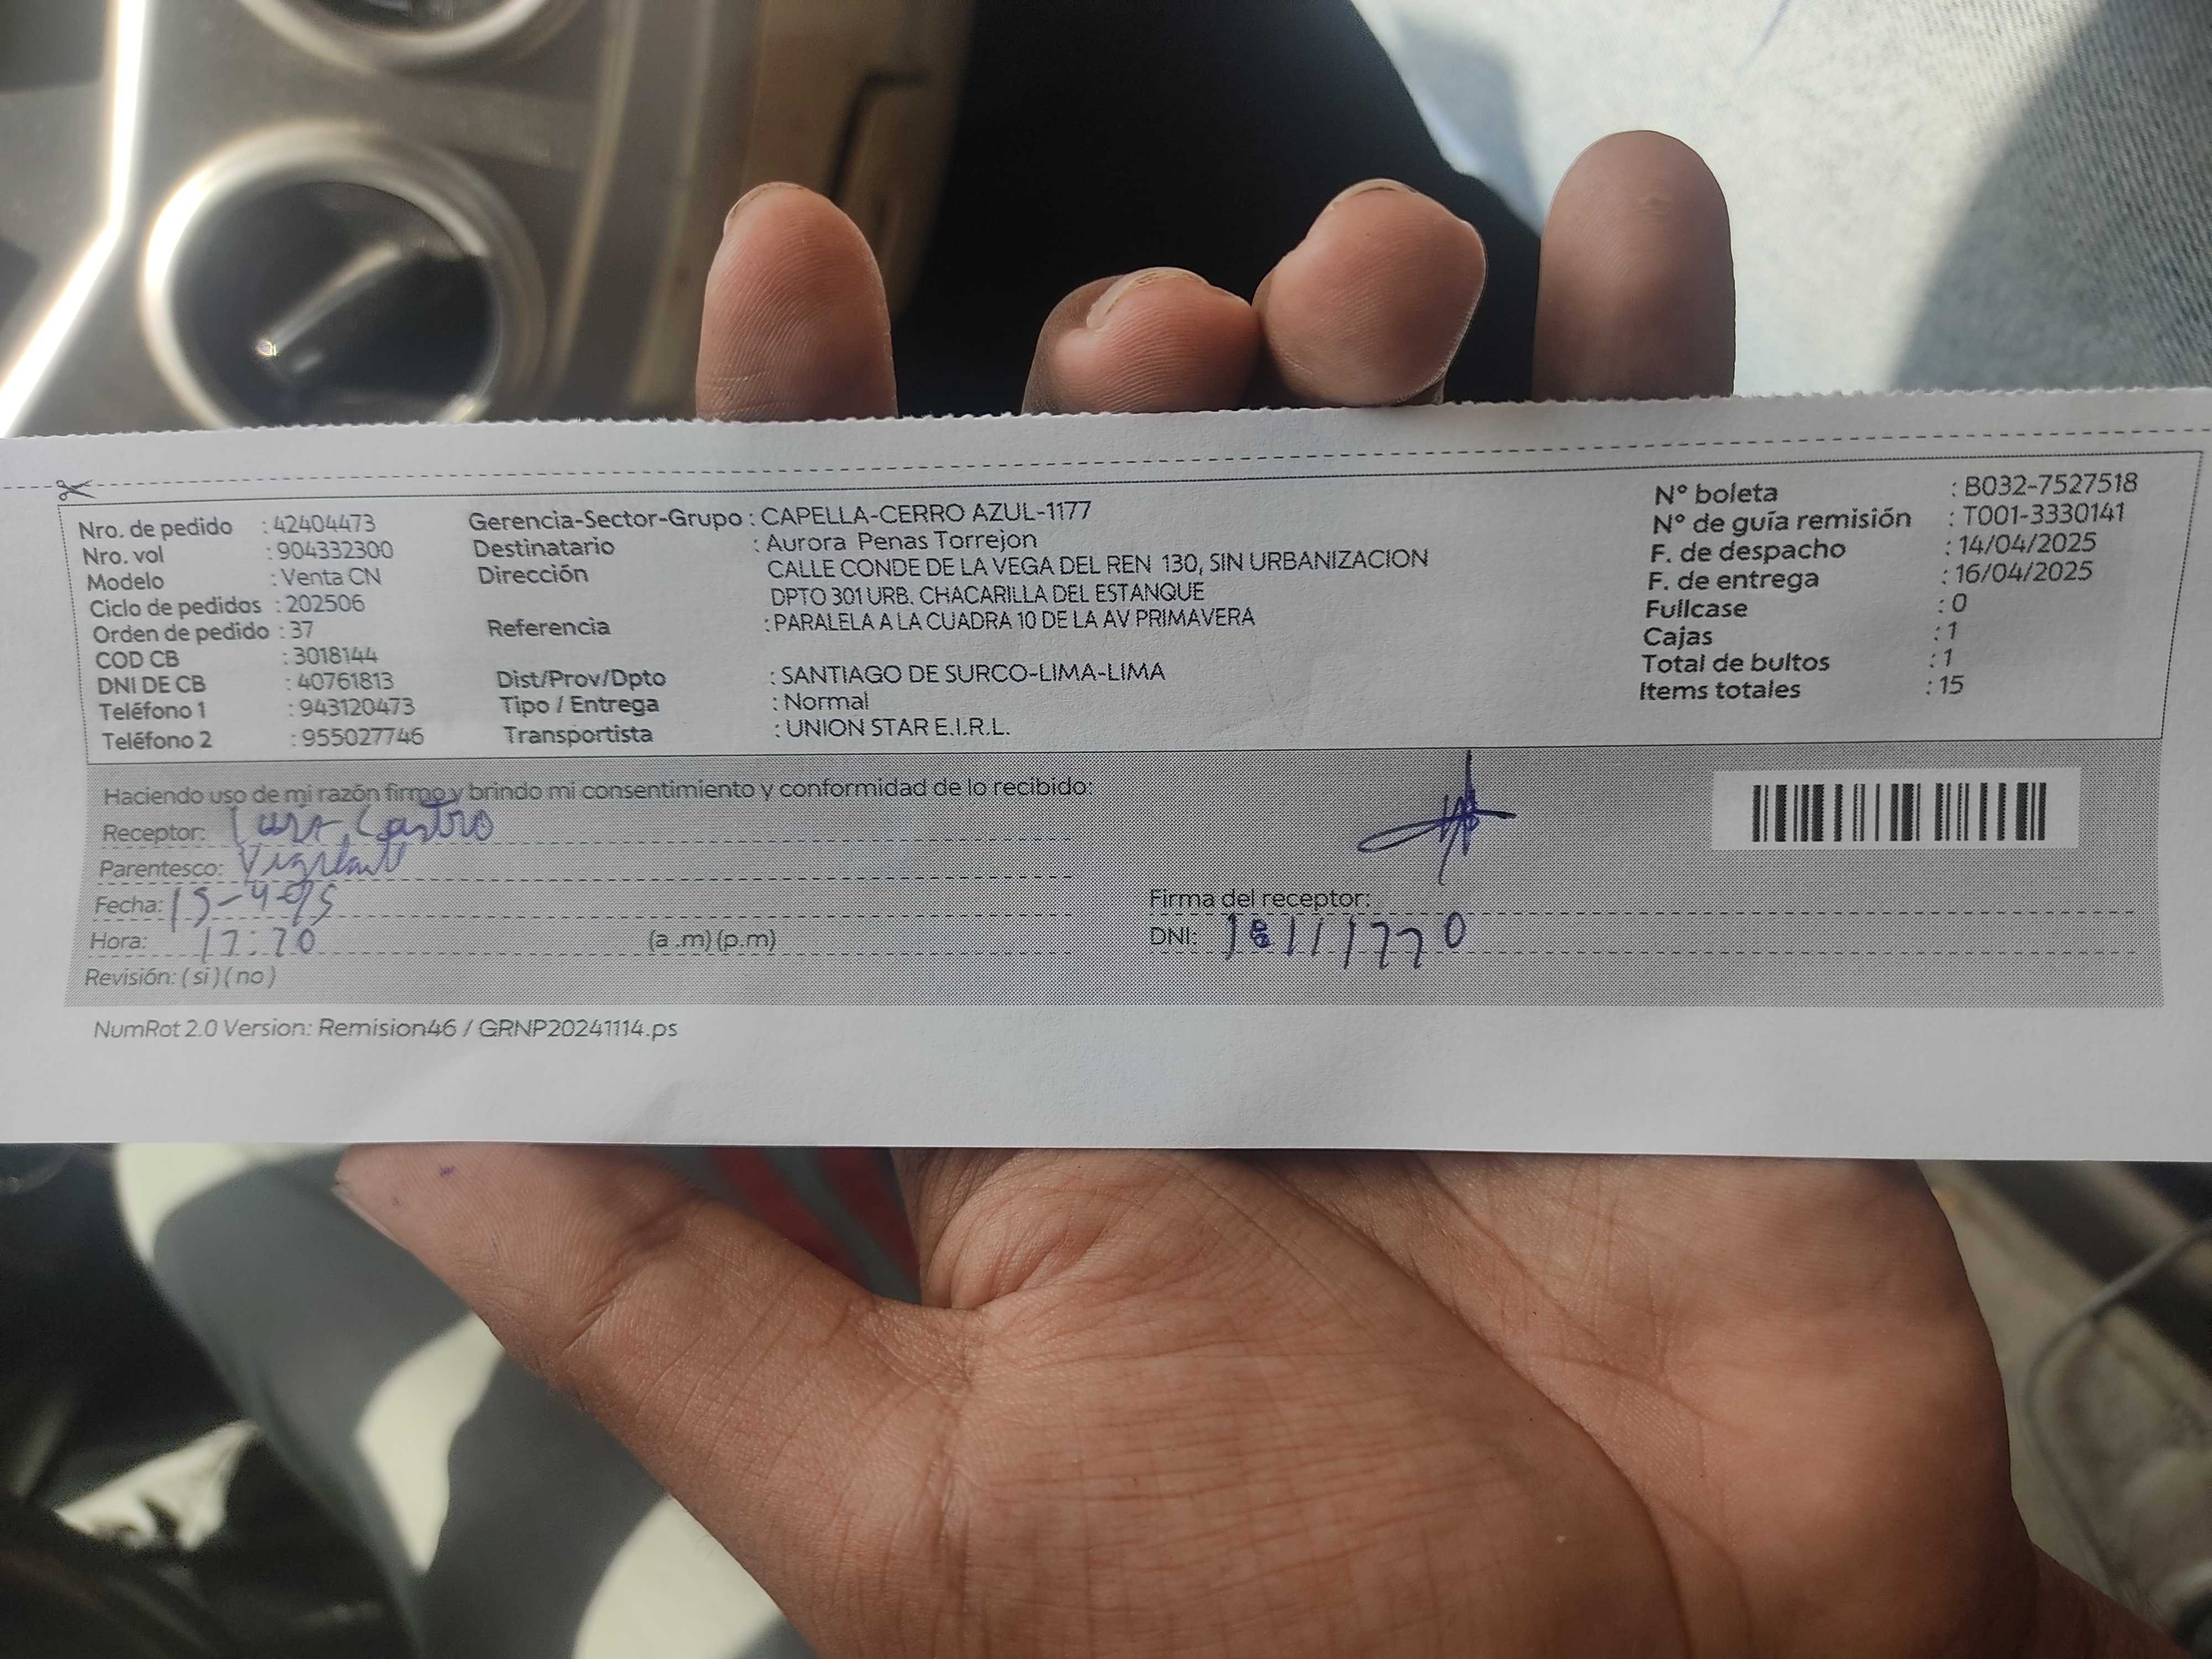 Nro. de pedido : 42404473
Nro. vol : 904332300
Modelo : Venta CN
Ciclo de pedidos : 202506
Orden de pedido : 37
COD CB : 3018144
DNI DE CB : 40761813
Teléfono 1 : 943120473
Teléfono 2 : 955027746
Gerencia-Sector-Grupo : CAPELLA-CERRO AZUL-1177
Destinatario : Aurora Penas Torrejon
Dirección CALLE CONDE DE LA VEGA DEL REN 130, SIN URBANIZACION
DPTO 301 URB. CHACARILLA DEL ESTANQUE
Referencia : PARALELA A LA CUADRA 10 DE LA AV PRIMAVERA
Dist/Prov/Dpto : SANTIAGO DE SURCO-LIMA-LIMA
Tipo / Entrega : Normal
Transportista : UNION STAR E.I.R.L.
N° boleta : B032-7527518
N° de guía remisión : T001-3330141
F. de despacho : 14/04/2025
F. de entrega : 16/04/2025
Fullcase : 0
Cajas : 1
Total de bultos : 1
Items totales : 15
Haciendo uso de mi razón firmo y brindo mi consentimiento y conformidad de lo recibido:
Receptor: Castro
Parentesco:
Fecha:
Hora: (a .m) (p.m)
Revisión: ( si ) ( no )
Firma del receptor:
DNI:
NumRot 2.0 Version: Remision46 / GRNP20241114.ps